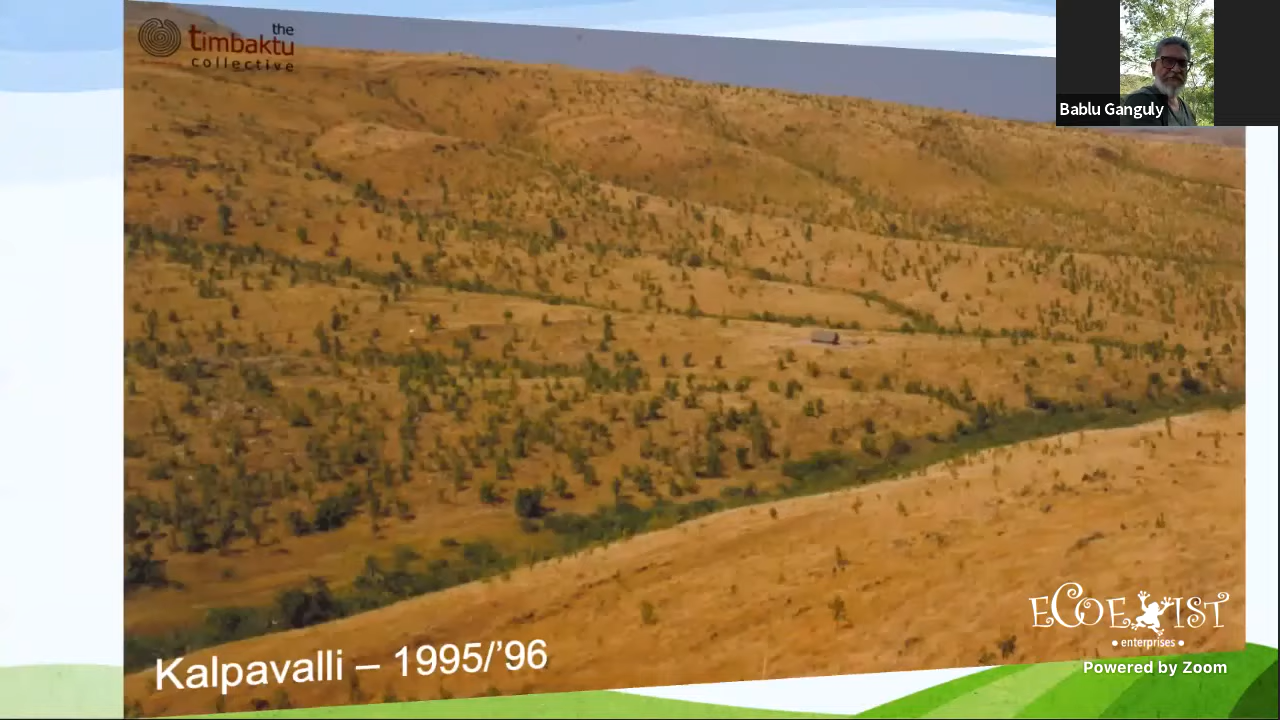 the
timbaktu
collective
Bablu Ganguly
ECOEXIST
enterprises
Powered by Zoom
Kalpavalli – 1995/’96